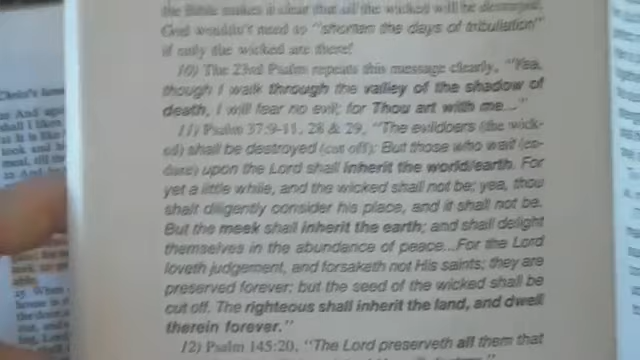 the Bible makes it clear that all the wicked will be destroyed.
God wouldn't need to "shorten the days of tribulation"
if only the wicked are there!
10) The 23rd Psalm repeats this message clearly, "Yea,
though I walk through the valley of the shadow of
death, I will fear no evil; for Thou art with me..."
11) Psalm 37:9-11, 28 & 29, "The evildoers (the wick-
ed) shall be destroyed (cut off): But those who wait (en-
dure) upon the Lord shall inherit the world/earth. For
yet a little while, and the wicked shall not be; yea, thou
shalt diligently consider his place, and it shall not be.
But the meek shall inherit the earth; and shall delight
themselves in the abundance of peace...For the Lord
loveth judgement, and forsaketh not His saints; they are
preserved forever; but the seed of the wicked shall be
cut off. The righteous shall inherit the land, and dwell
therein forever."
12) Psalm 145:20, "The Lord preserveth all them that